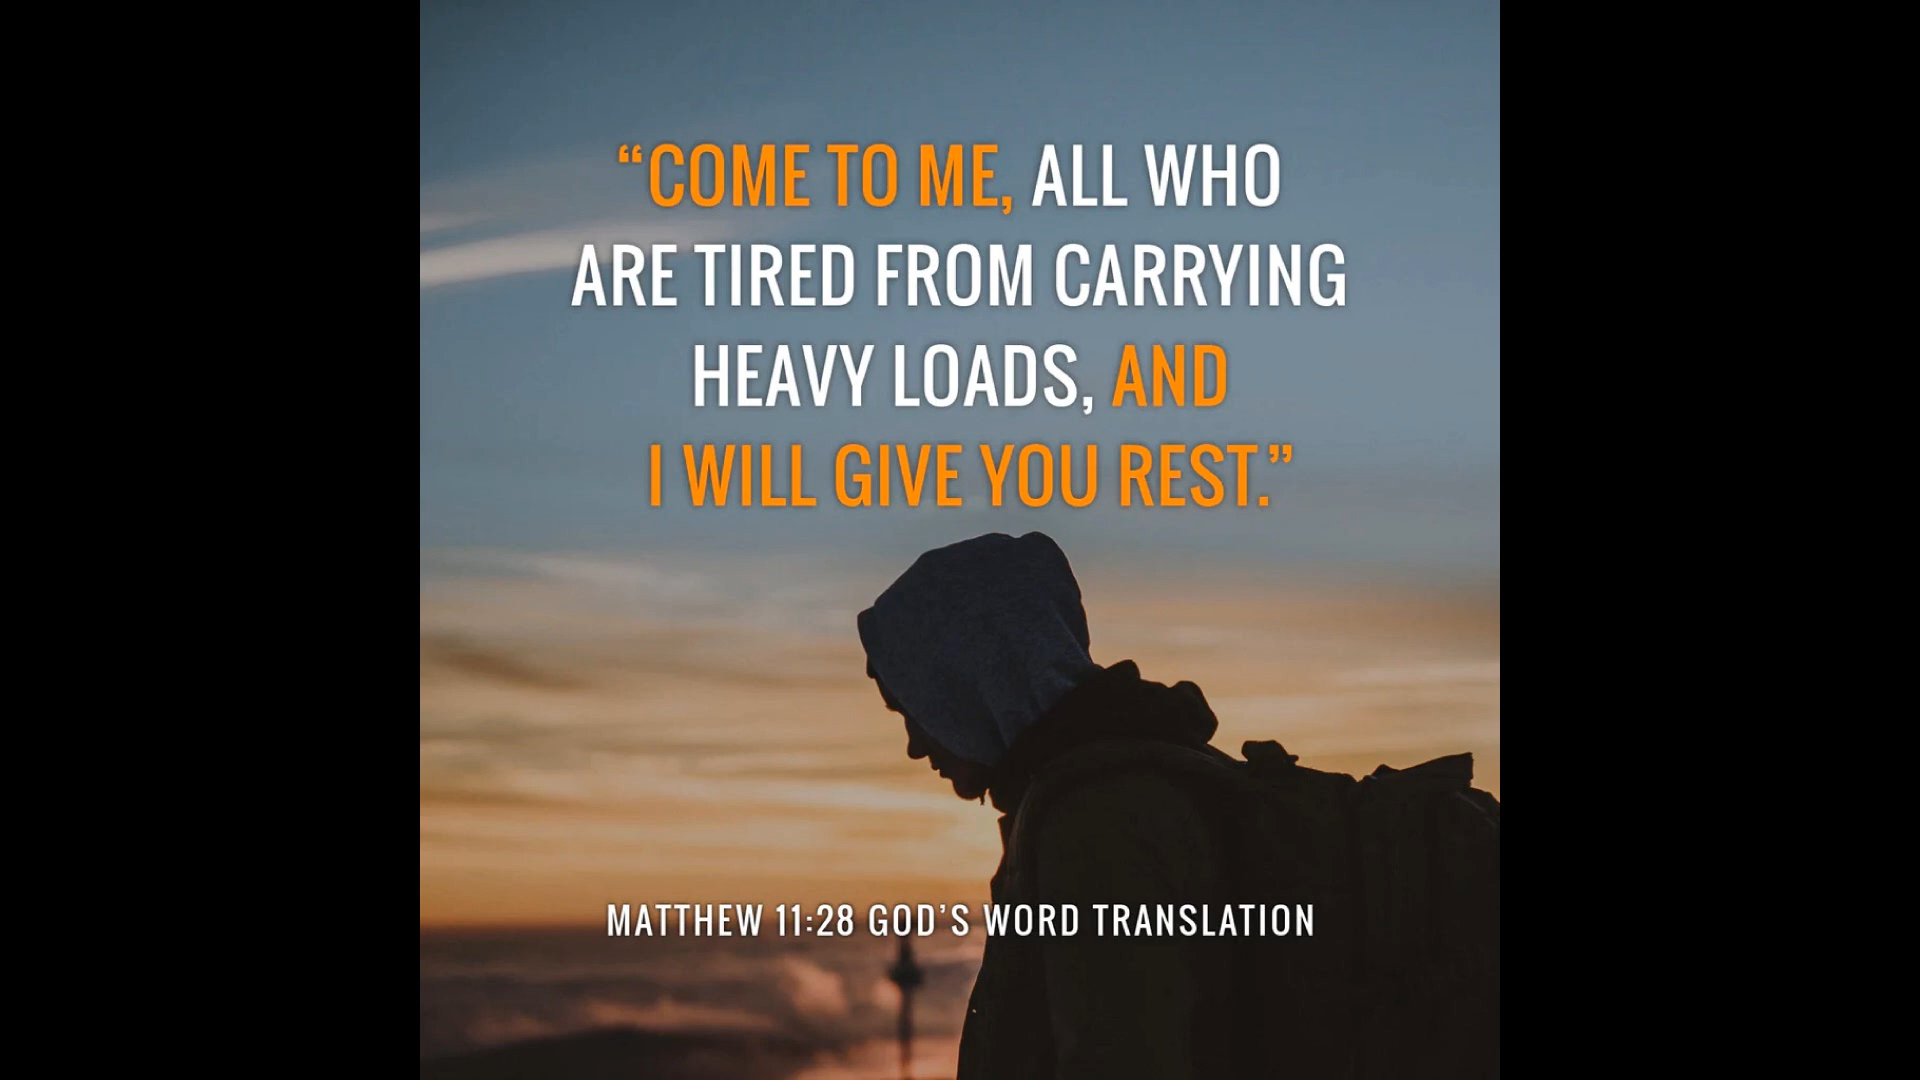 “COME TO ME, ALL WHO
ARE TIRED FROM CARRYING
HEAVY LOADS, AND
I WILL GIVE YOU REST.”
MATTHEW 11:28 GOD’S WORD TRANSLATION